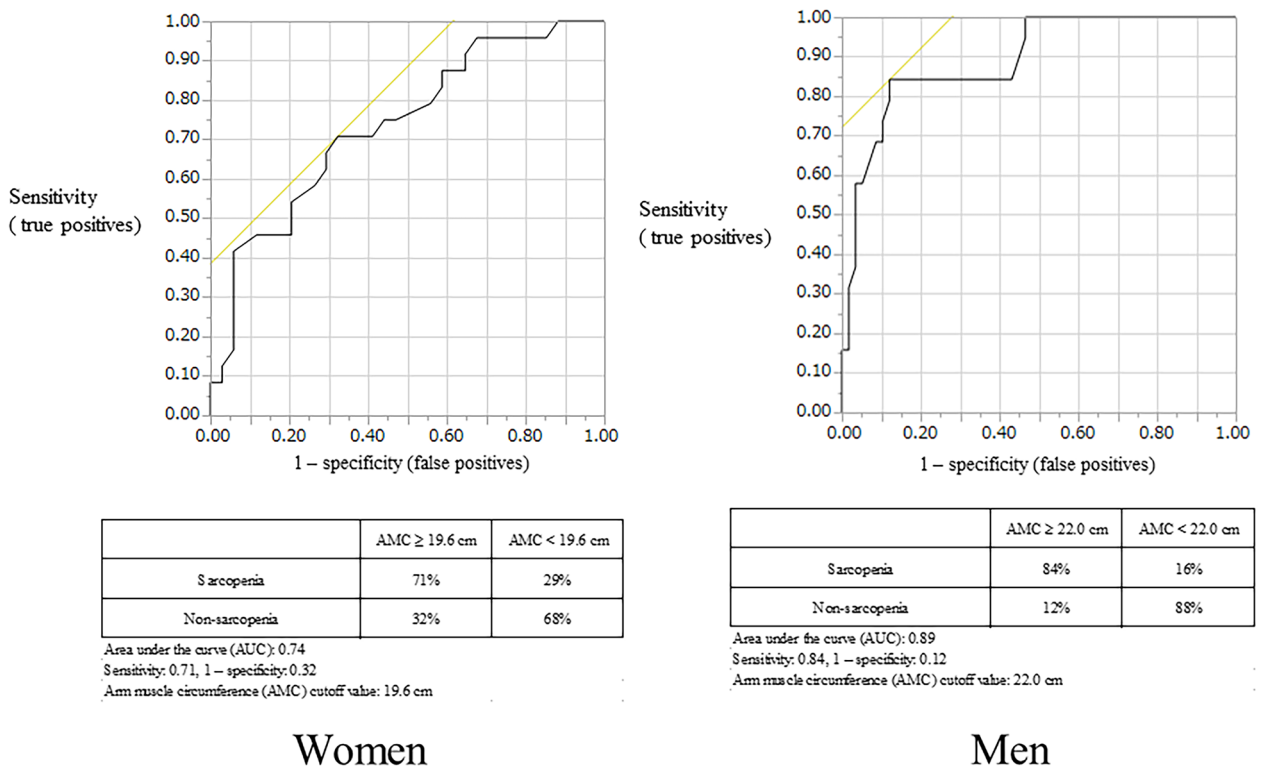 1.00
0.90
0.80
0.70
0.60
0.50
0.40
0.30
0.20
0.10
0.00
Sensitivity
( true positives)
0.00 0.20 0.40 0.60 0.80 1.00
1 – specificity (false positives)
AMC ≥ 19.6 cm AMC < 19.6 cm
Sarcopenia 71% 29%
Non-sarcopenia 32% 68%
Area under the curve (AUC): 0.74
Sensitivity: 0.71, 1 – specificity: 0.32
Arm muscle circumference (AMC) cutoff value: 19.6 cm
Women
1.00
0.90
0.80
0.70
0.60
0.50
0.40
0.30
0.20
0.10
0.00
Sensitivity
( true positives)
0.00 0.20 0.40 0.60 0.80 1.00
1 – specificity (false positives)
AMC ≥ 22.0 cm AMC < 22.0 cm
Sarcopenia 84% 16%
Non-sarcopenia 12% 88%
Area under the curve (AUC): 0.89
Sensitivity: 0.84, 1 – specificity: 0.12
Arm muscle circumference (AMC) cutoff value: 22.0 cm
Men